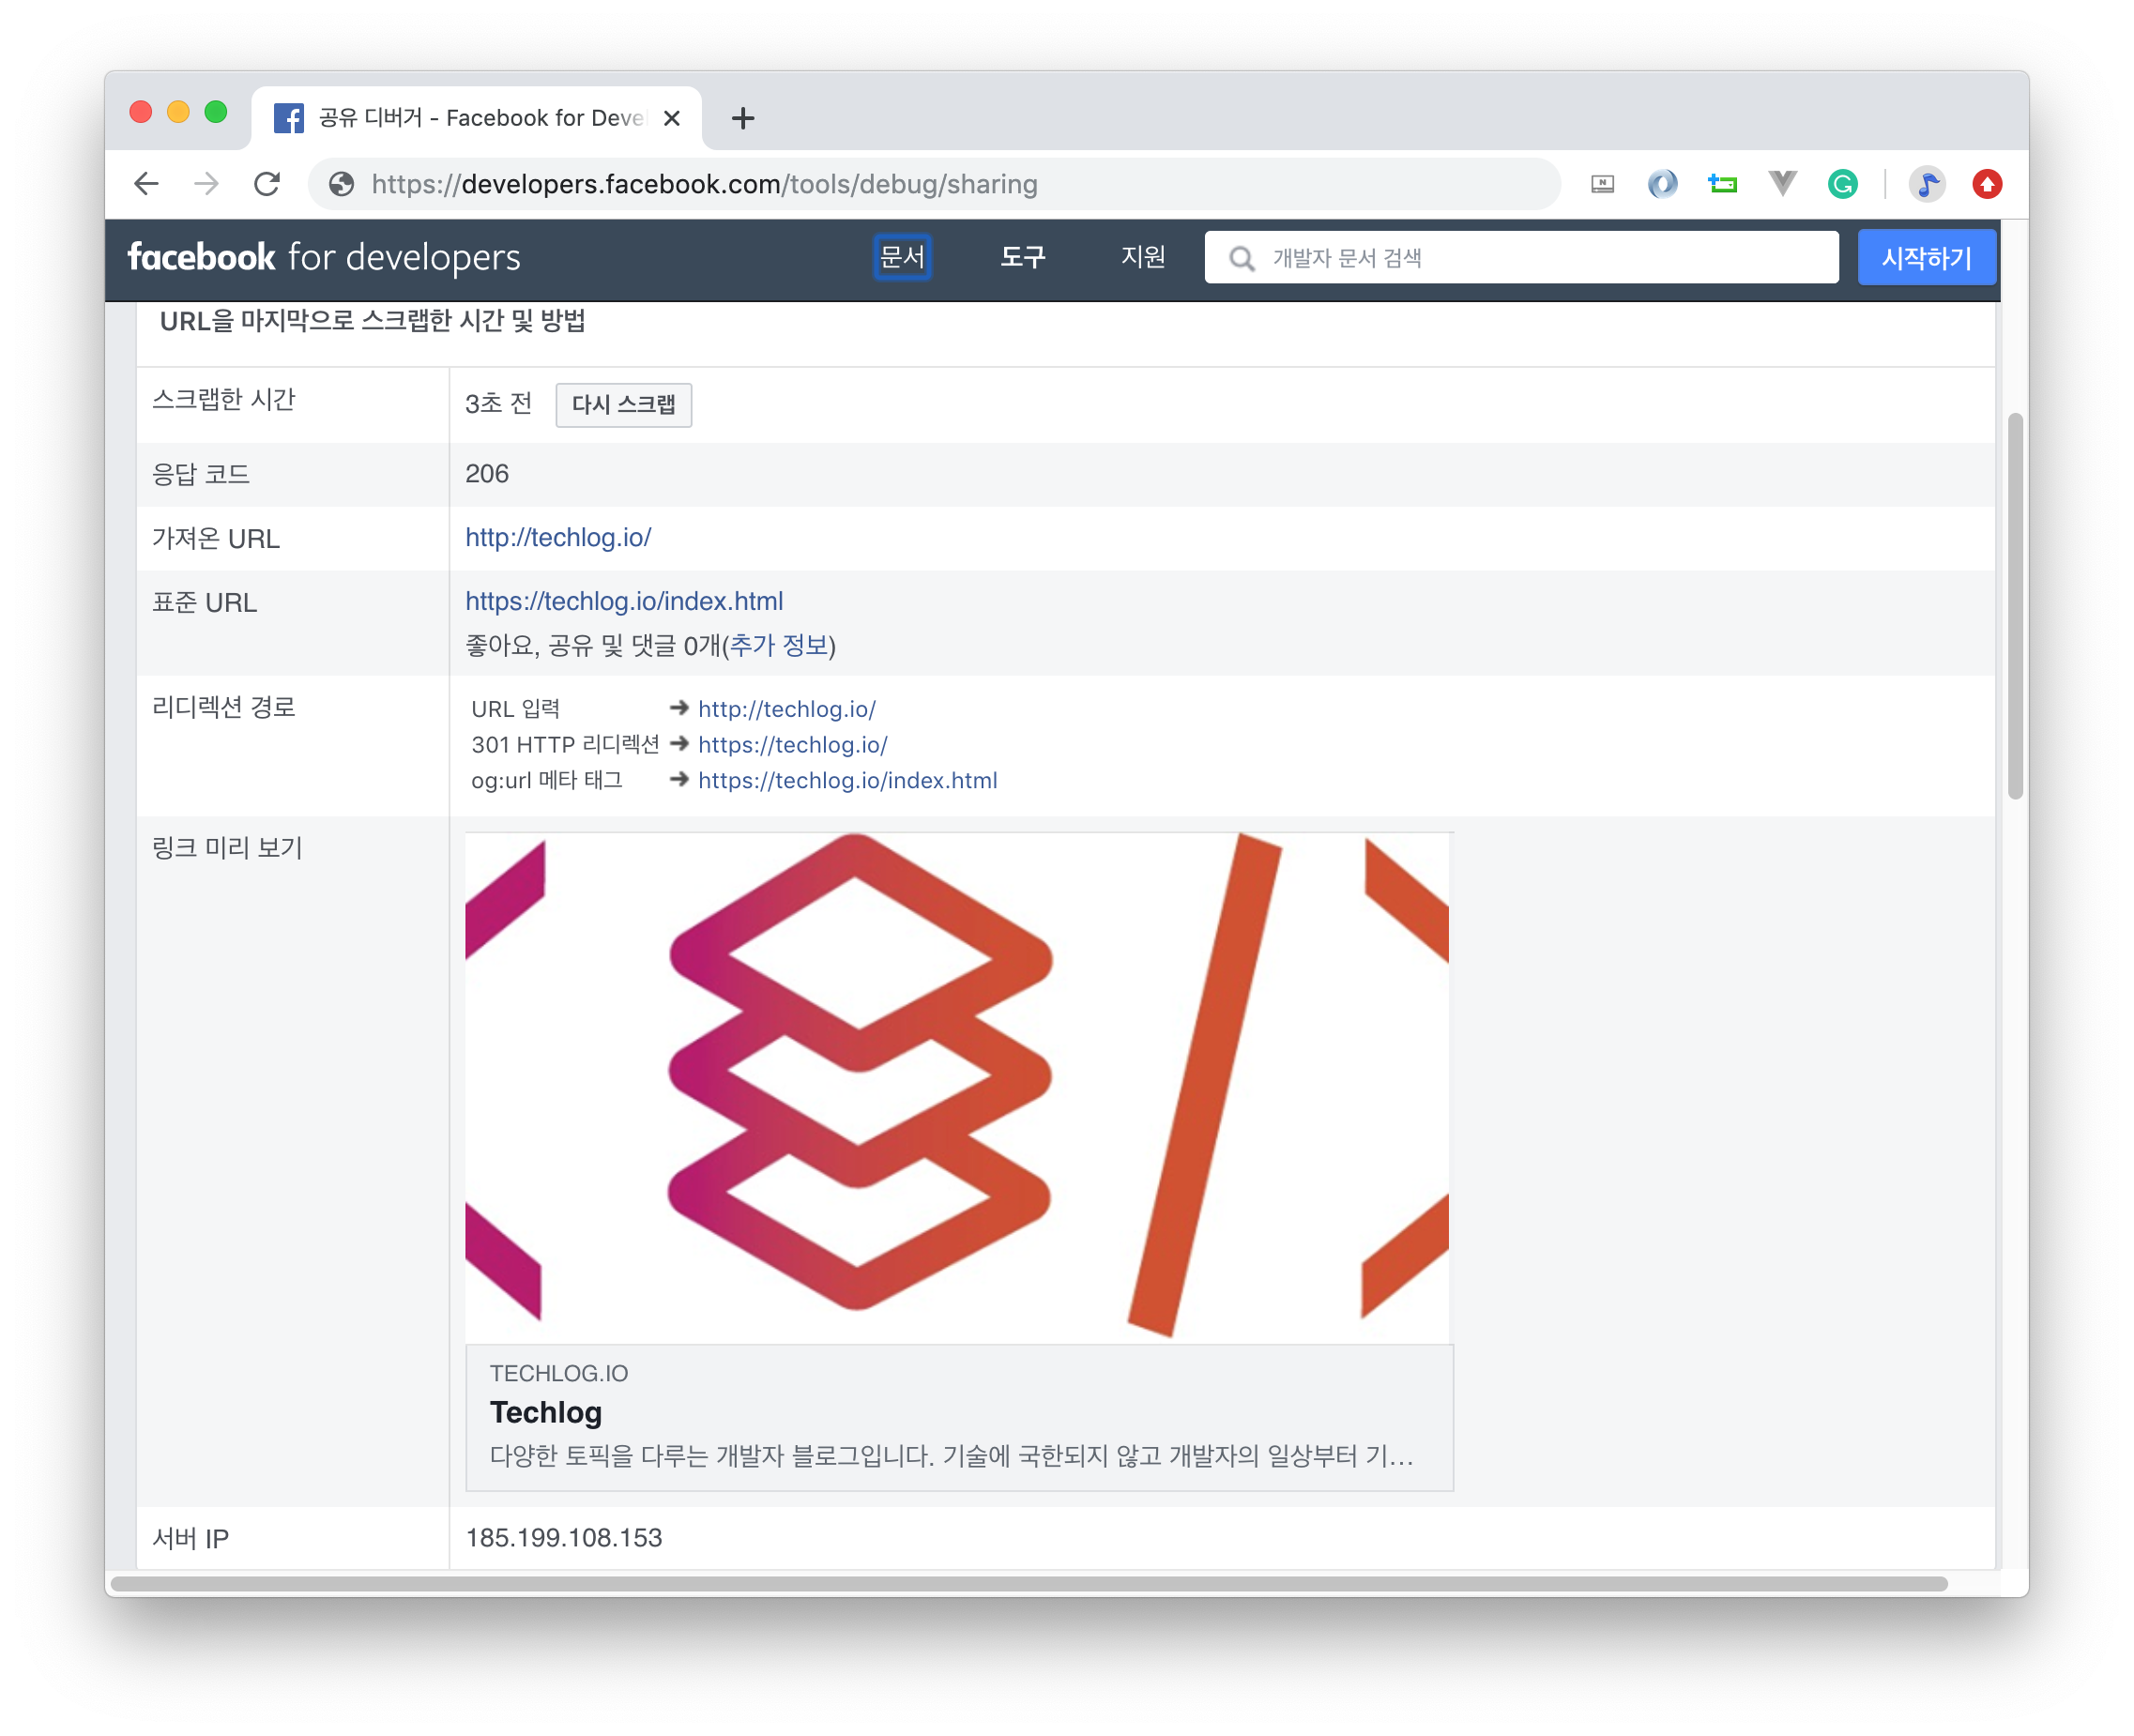 공유 디버거 - Facebook for Deve
https://developers.facebook.com/tools/debug/sharing
facebook for developers
문서
도구
지원
개발자 문서 검색
시작하기
URL을 마지막으로 스크랩한 시간 및 방법
스크랩한 시간
3초 전
다시 스크랩
응답 코드
206
가져온 URL
http://techlog.io/
표준 URL
https://techlog.io/index.html
좋아요, 공유 및 댓글 0개(추가 정보)
리디렉션 경로
URL 입력 ➔ http://techlog.io/
301 HTTP 리디렉션 ➔ https://techlog.io/
og:url 메타 태그 ➔ https://techlog.io/index.html
링크 미리 보기
TECHLOG.IO
Techlog
다양한 토픽을 다루는 개발자 블로그입니다. 기술에 국한되지 않고 개발자의 일상부터 기...
서버 IP
185.199.108.153